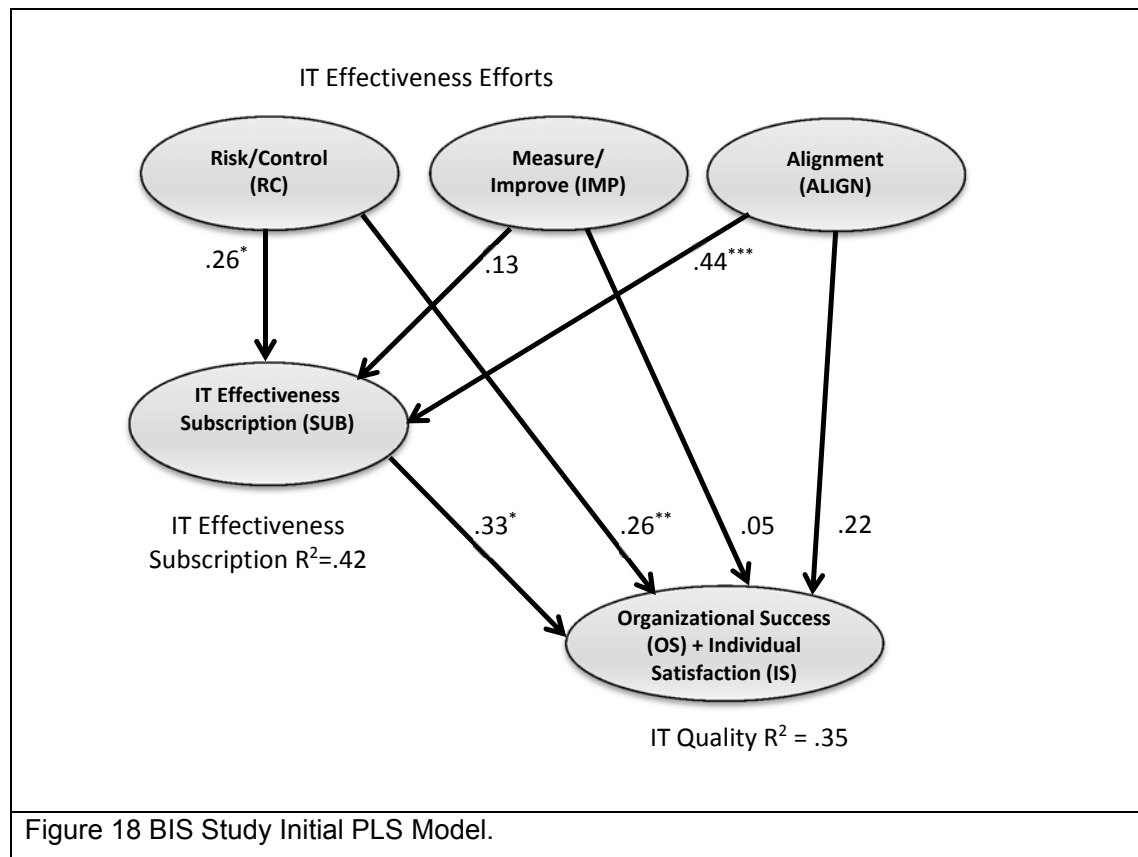 IT Effectiveness Efforts
Risk/Control
(RC)
Measure/
Improve (IMP)
Alignment
(ALIGN)
.26*
.13
.44***
IT Effectiveness
Subscription (SUB)
IT Effectiveness
Subscription R²=.42
.33*
.26**
.05
.22
Organizational Success
(OS) + Individual
Satisfaction (IS)
IT Quality R² = .35
Figure 18 BIS Study Initial PLS Model.